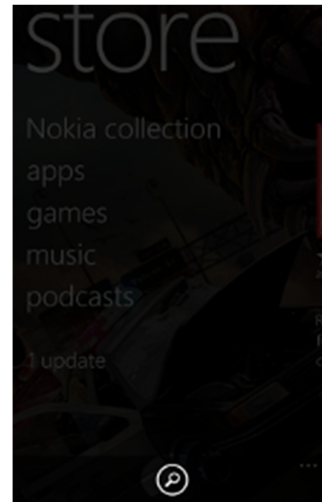 store
Nokia collection
apps
games
music
podcasts
1 update
...